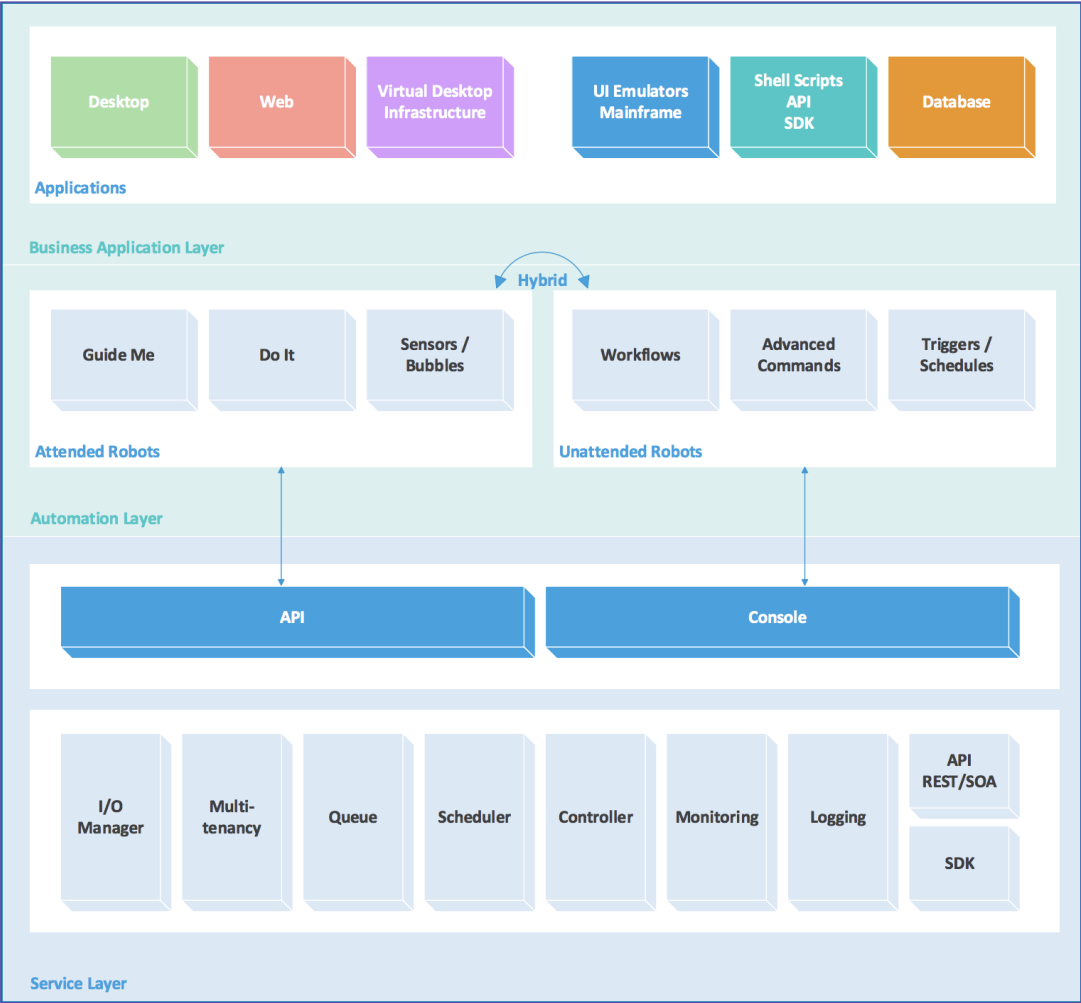 Desktop
Web
Virtual Desktop
Infrastructure
UI Emulators
Mainframe
Shell Scripts
API
SDK
Database
Applications
Business Application Layer
Hybrid
Guide Me
Do It
Sensors /
Bubbles
Workflows
Advanced
Commands
Triggers /
Schedules
Attended Robots
Unattended Robots
Automation Layer
API
Console
I/O
Manager
Multi-
tenancy
Queue
Scheduler
Controller
Monitoring
Logging
API
REST/SOA
SDK
Service Layer